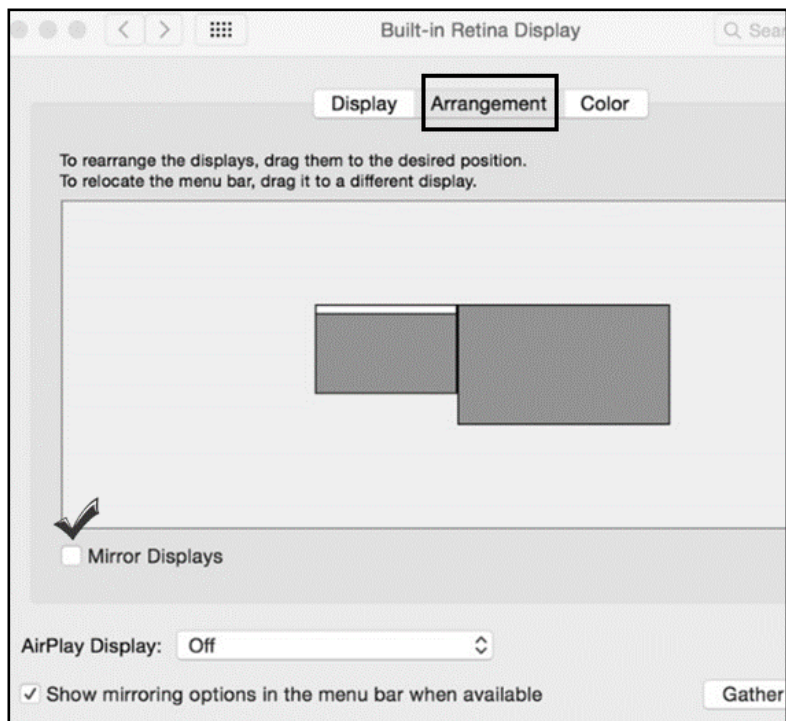 Built-in Retina Display
Display Arrangement Color
To rearrange the displays, drag them to the desired position.
To relocate the menu bar, drag it to a different display.
Mirror Displays
AirPlay Display: Off
Show mirroring options in the menu bar when available
Gather